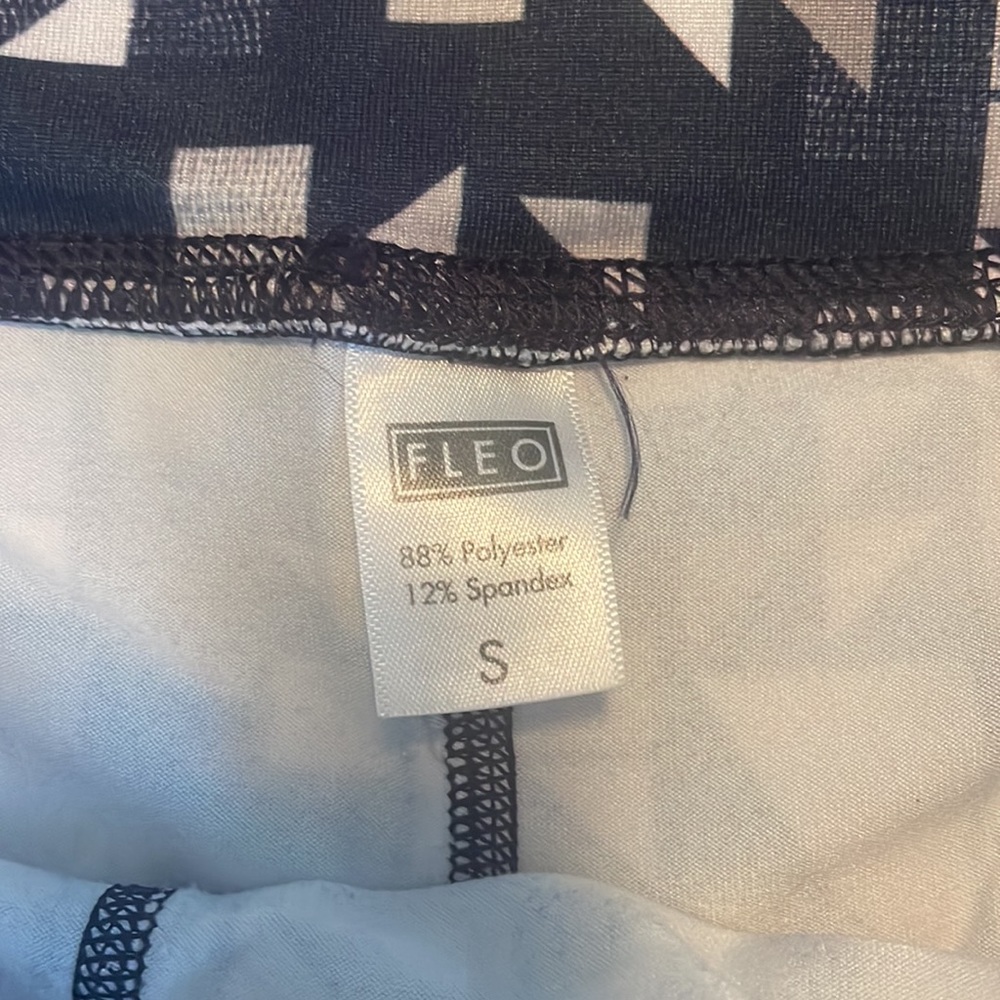 FLEO
88% Polyester
12% Spandex
S